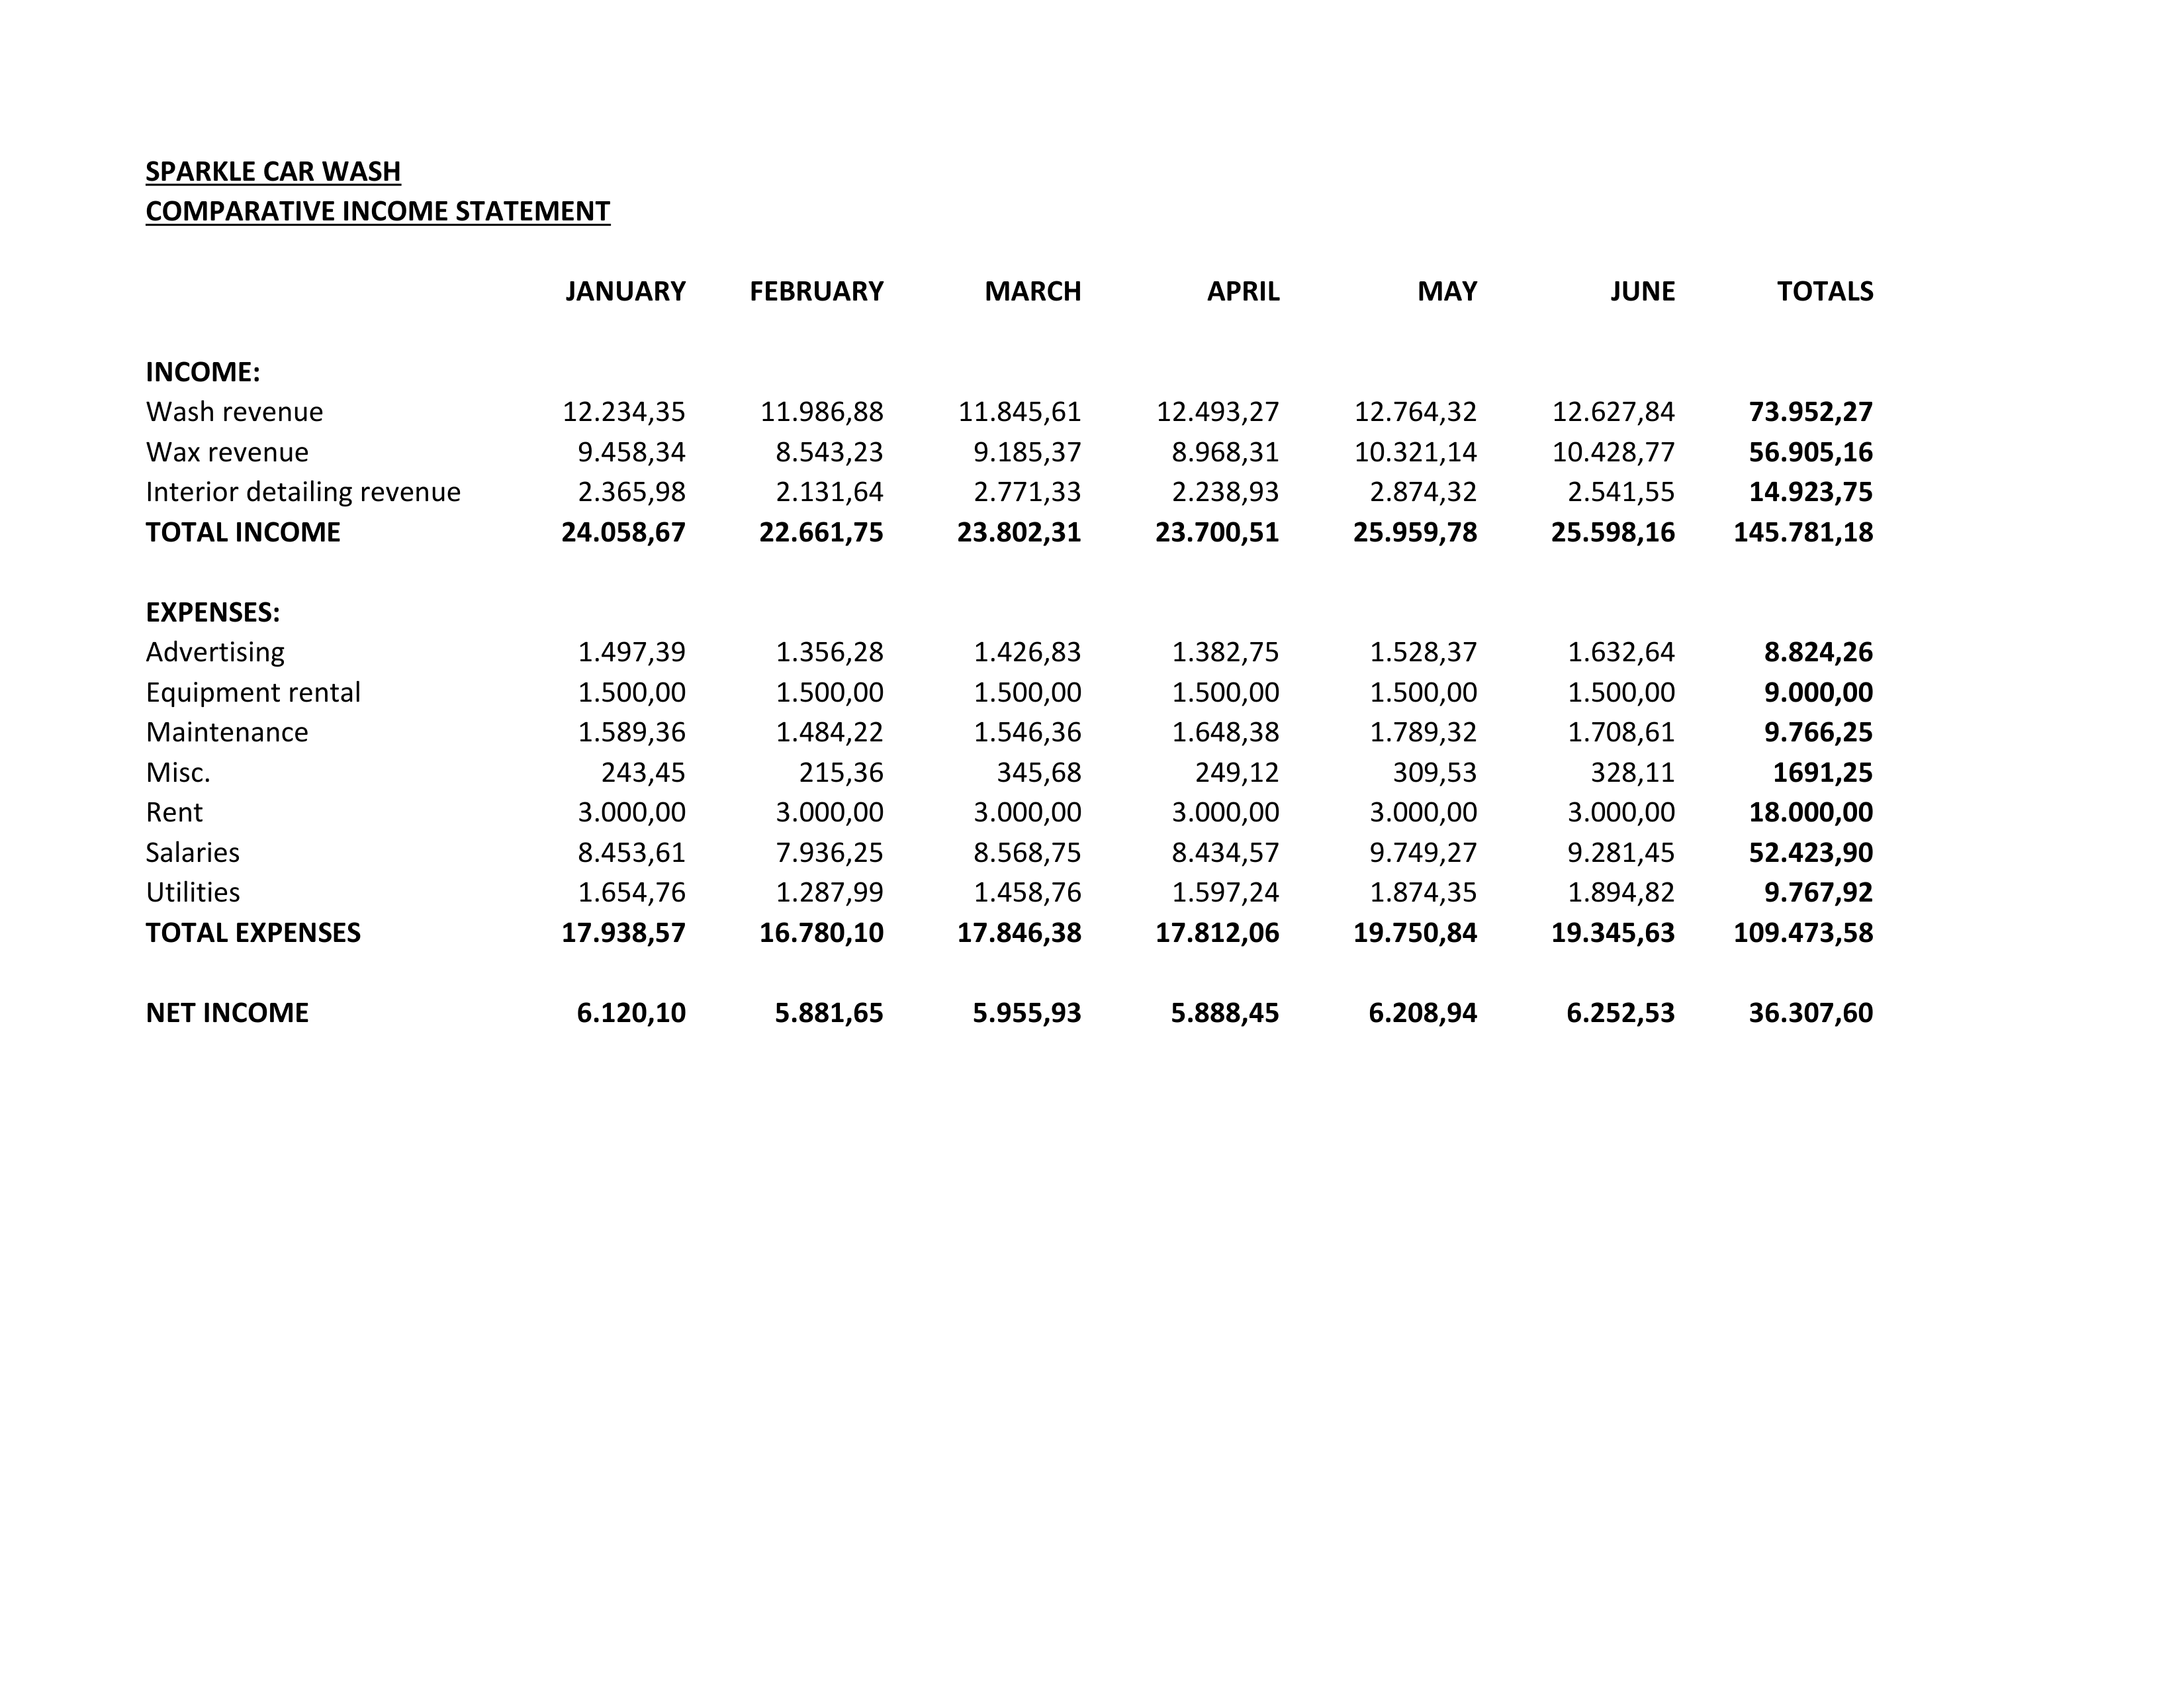 SPARKLE CAR WASH
COMPARATIVE INCOME STATEMENT
JANUARY FEBRUARY MARCH APRIL MAY JUNE TOTALS
INCOME:
Wash revenue 12.234,35 11.986,88 11.845,61 12.493,27 12.764,32 12.627,84 73.952,27
Wax revenue 9.458,34 8.543,23 9.185,37 8.968,31 10.321,14 10.428,77 56.905,16
Interior detailing revenue 2.365,98 2.131,64 2.771,33 2.238,93 2.874,32 2.541,55 14.923,75
TOTAL INCOME 24.058,67 22.661,75 23.802,31 23.700,51 25.959,78 25.598,16 145.781,18
EXPENSES:
Advertising 1.497,39 1.356,28 1.426,83 1.382,75 1.528,37 1.632,64 8.824,26
Equipment rental 1.500,00 1.500,00 1.500,00 1.500,00 1.500,00 1.500,00 9.000,00
Maintenance 1.589,36 1.484,22 1.546,36 1.648,38 1.789,32 1.708,61 9.766,25
Misc. 243,45 215,36 345,68 249,12 309,53 328,11 1691,25
Rent 3.000,00 3.000,00 3.000,00 3.000,00 3.000,00 3.000,00 18.000,00
Salaries 8.453,61 7.936,25 8.568,75 8.434,57 9.749,27 9.281,45 52.423,90
Utilities 1.654,76 1.287,99 1.458,76 1.597,24 1.874,35 1.894,82 9.767,92
TOTAL EXPENSES 17.938,57 16.780,10 17.846,38 17.812,06 19.750,84 19.345,63 109.473,58
NET INCOME 6.120,10 5.881,65 5.955,93 5.888,45 6.208,94 6.252,53 36.307,60